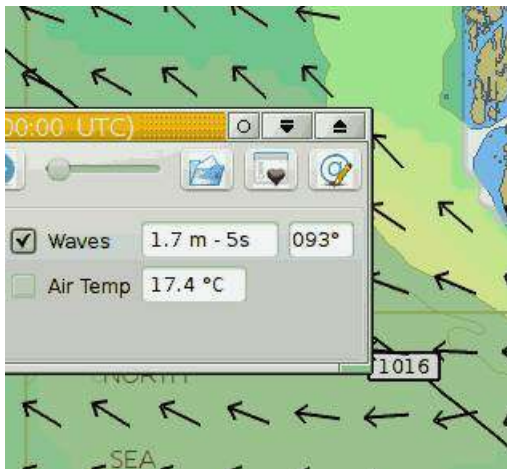 00:00 UTC)
Waves 1.7 m - 5s 093°
Air Temp 17.4 °C
1016
NORTH
SEA